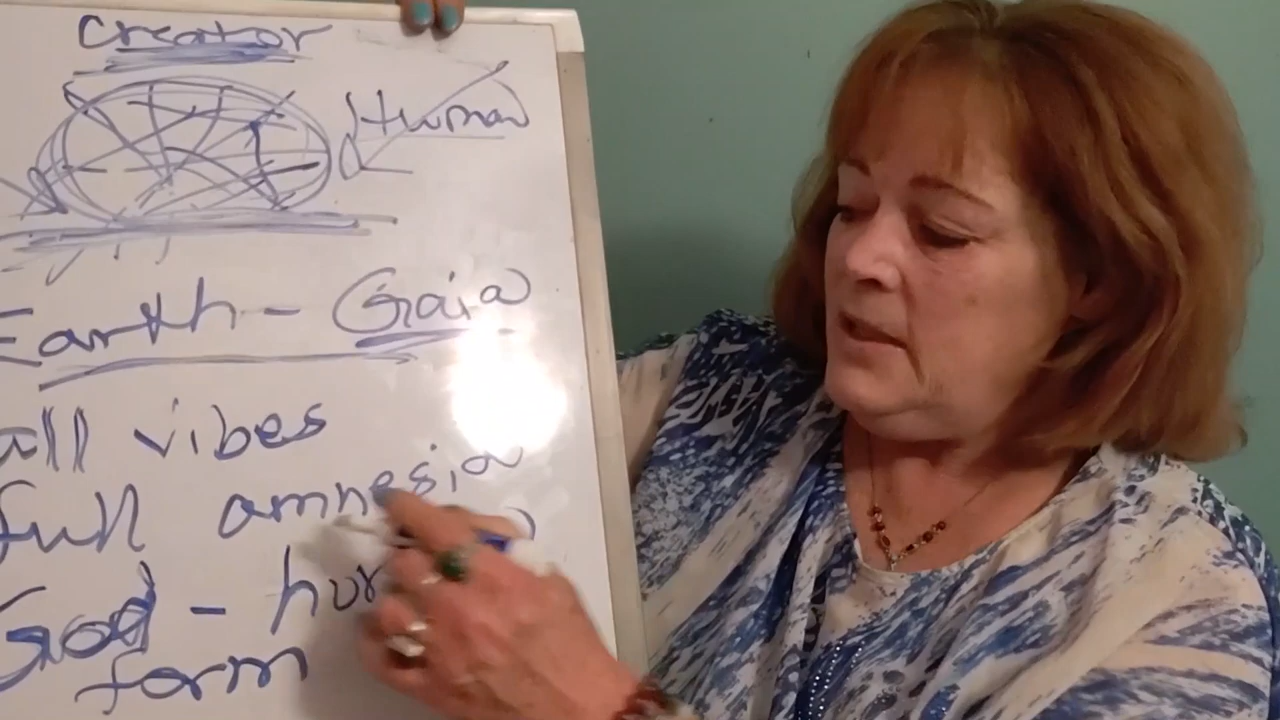 Creator
Human
Earth - Gaia
all vibes
full amnesia
God - hu
form